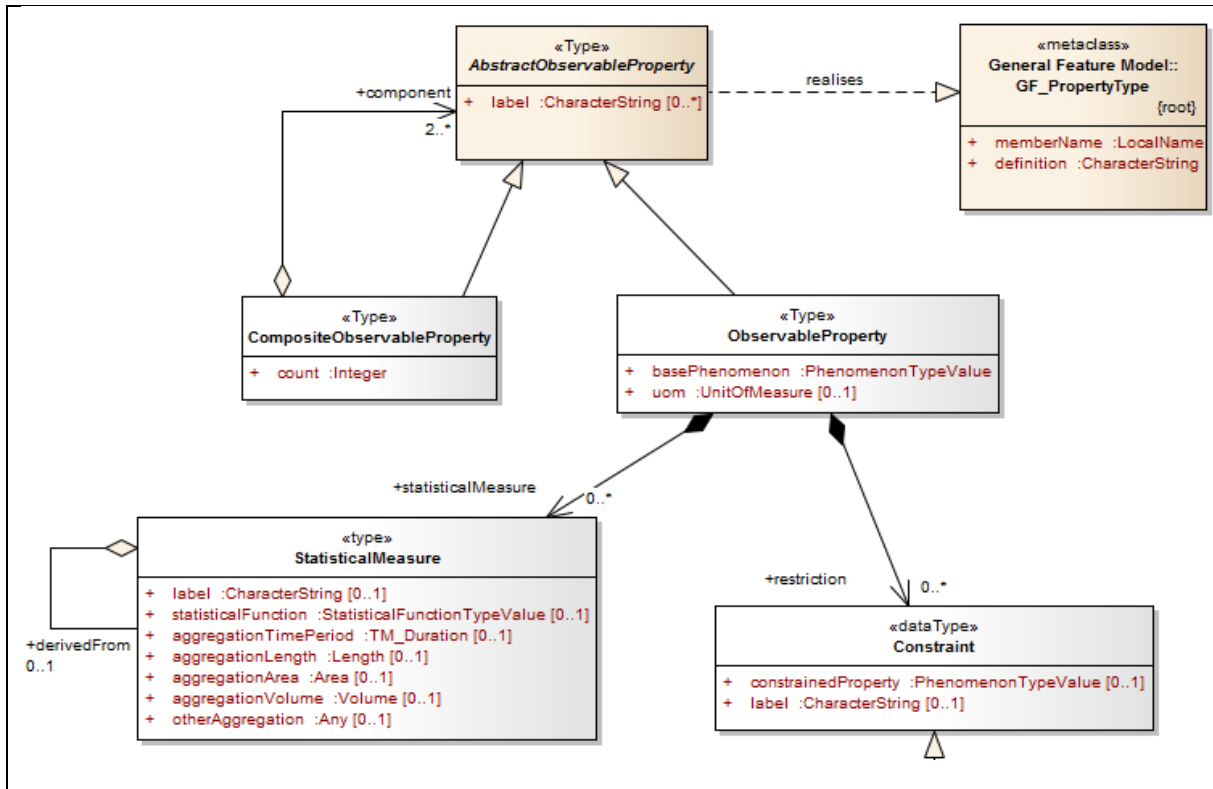 «Type»
AbstractObservableProperty
+ label :CharacterString [0..*]
realises
«metaclass»
General Feature Model::
GF_PropertyType
{root}
+ memberName :LocalName
+ definition :CharacterString
+component
2..*
«Type»
CompositeObservableProperty
+ count :Integer
«Type»
ObservableProperty
+ basePhenomenon :PhenomenonTypeValue
+ uom :UnitOfMeasure [0..1]
+statisticalMeasure
0..*
«type»
StatisticalMeasure
+ label :CharacterString [0..1]
+ statisticalFunction :StatisticalFunctionTypeValue [0..1]
+ aggregationTimePeriod :TM_Duration [0..1]
+ aggregationLength :Length [0..1]
+ aggregationArea :Area [0..1]
+ aggregationVolume :Volume [0..1]
+ otherAggregation :Any [0..1]
+derivedFrom
0..1
+restriction
0..*
«dataType»
Constraint
+ constrainedProperty :PhenomenonTypeValue [0..1]
+ label :CharacterString [0..1]